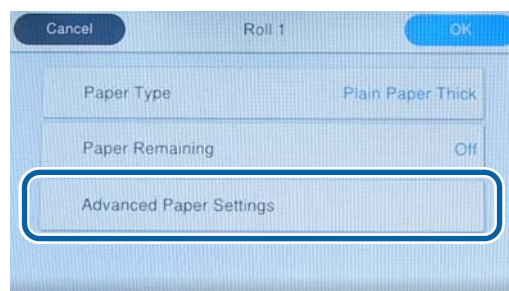 Cancel Roll 1 OK
Paper Type Plain Paper Thick
Paper Remaining Off
Advanced Paper Settings